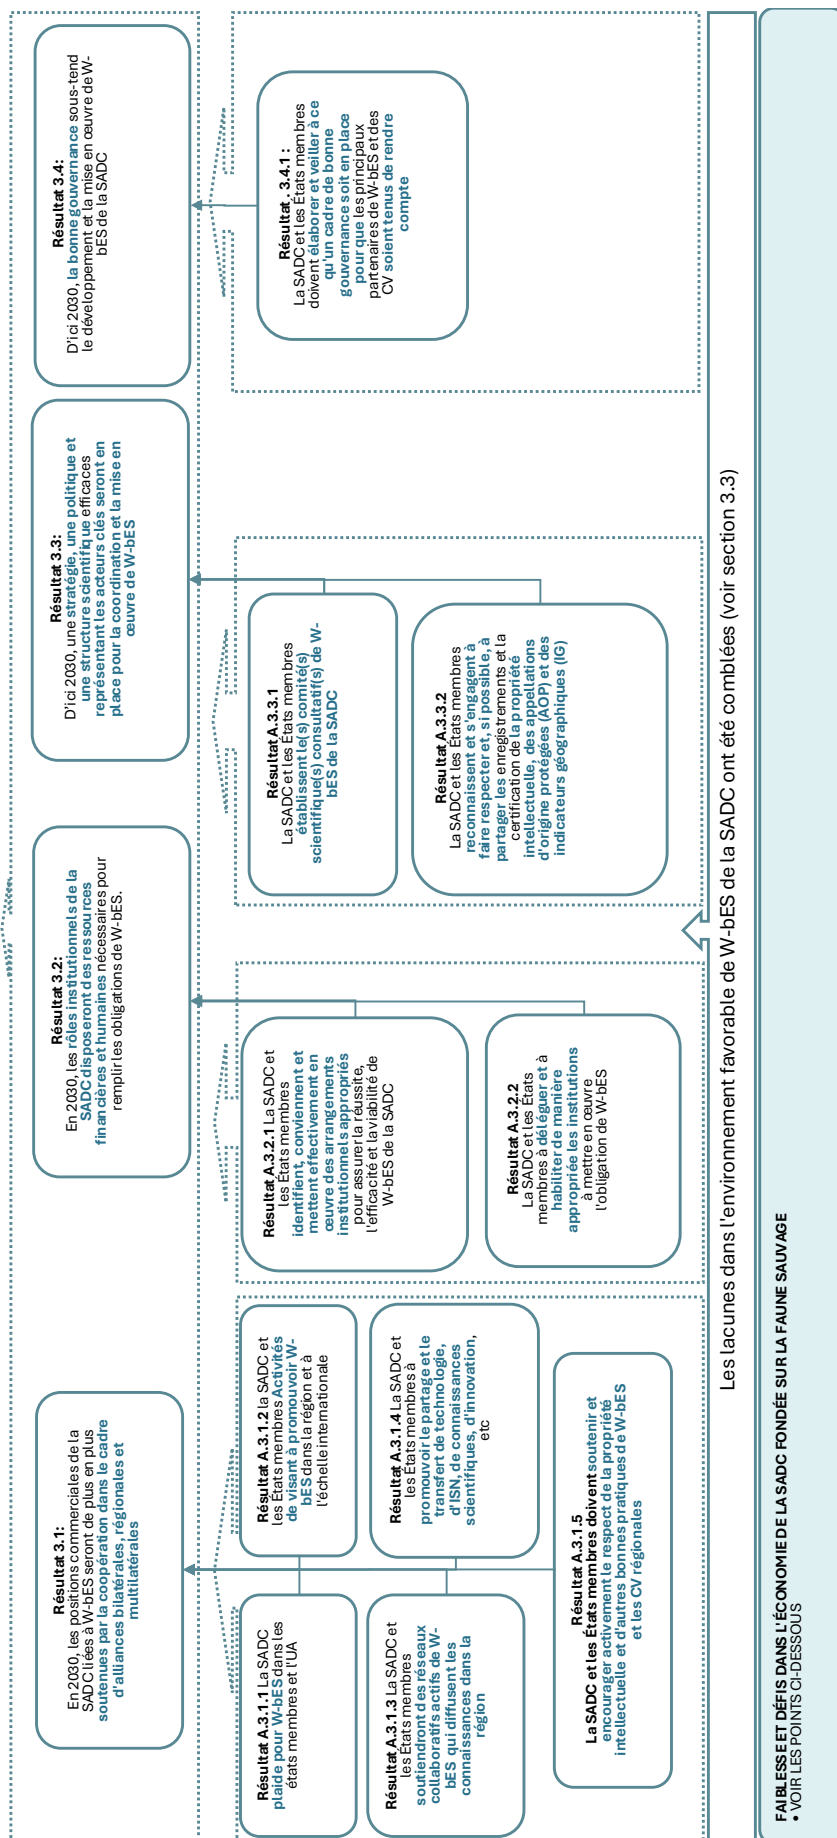 Résultat 3.1:
En 2030, les positions commerciales de la
SADC liées à W-bES seront de plus en plus
soutenues par la coopération dans le cadre
d'alliances bilatérales, régionales et
multilatérales
Résultat 3.2:
En 2030, les rôles institutionnels de la
SADC disposeront des ressources
financières et humaines nécessaires pour
remplir les obligations de W-bES.
Résultat 3.3:
D'ici 2030, une stratégie, une politique et
une structure scientifique efficaces
représentant les acteurs clés seront en
place pour la coordination et la mise en
œuvre de W-bES
Résultat 3.4:
D'ici 2030, la bonne gouvernance sous-tend
le développement et la mise en œuvre de W-
bES de la SADC
Résultat A.3.1.1 La SADC
plaide pour W-bES dans les
états membres et l'UA
Résultat A.3.1.2 la SADC et
les États membres Activités
de visant à promouvoir W-
bES dans la région et à
l'échelle internationale
Résultat A.3.1.3 La SADC et
les États membres
soutiendront des réseaux
collaboratifs actifs de W-
bES qui diffusent les
connaissances dans la
région
Résultat A.3.1.4 La SADC et
les États membres à
promouvoir le partage et le
transfert de technologie,
d'ISN, de connaissances
scientifiques, d'innovation,
etc
Résultat A.3.1.5
La SADC et les États membres doivent soutenir et
encourager activement le respect de la propriété
intellectuelle et d'autres bonnes pratiques de W-bES
et les CV régionales
Résultat A.3.2.1 La SADC et
les États membres
identifient, conviennent et
mettent effectivement en
œuvre des arrangements
institutionnels appropriés
pour assurer la réussite,
l'efficacité et la viabilité de
W-bES de la SADC
Résultat A.3.2.2
La SADC et les États
membres à déléguer et à
habiliter de manière
appropriée les institutions
à mettre en œuvre
l'obligation de W-bES
Résultat A.3.3.1
La SADC et les États membres
établissent le(s) comité(s)
scientifique(s) consultatif(s) de W-
bES de la SADC
Résultat A.3.3.2
La SADC et les États membres
reconnaissent et s'engagent à
faire respecter et, si possible, à
partager les enregistrements et la
certification de la propriété
intellectuelle, des appellations
d'origine protégées (AOP) et des
indicateurs géographiques (IG)
Résultat . 3.4.1 :
La SADC et les États membres
doivent élaborer et veiller à ce
qu'un cadre de bonne
gouvernance soit en place
pour que les principaux
partenaires de W-bES et des
CV soient tenus de rendre
compte
Les lacunes dans l'environnement favorable de W-bES de la SADC ont été comblées (voir section 3.3)
FAIBLESSE ET DÉFIS DANS L'ÉCONOMIE DE LA SADC FONDÉE SUR LA FAUNE SAUVAGE
• VOIR LES POINTS CI-DESSOUS